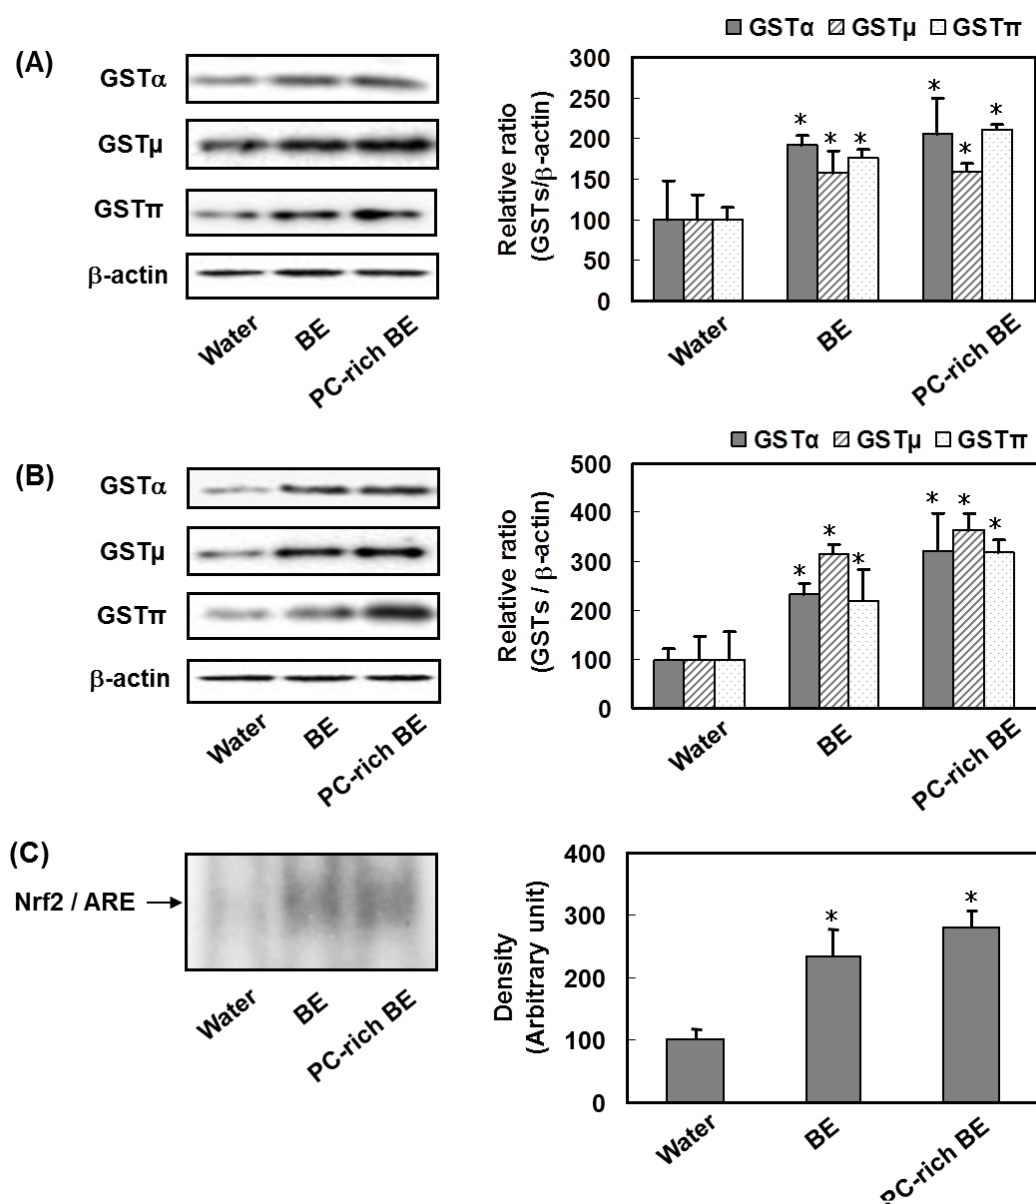 (A)
GSTα
GSTμ
GSTπ
β-actin
Water
BE
PC-rich BE
GSTα GSTμ GSTπ
Relative ratio
(GSTs/β-actin)
300
250
200
150
100
50
0
* * *
* * *
Water
BE
PC-rich BE
(B)
GSTα
GSTμ
GSTπ
β-actin
Water
BE
PC-rich BE
GSTα GSTμ GSTπ
Relative ratio
(GSTs / β-actin)
500
400
300
200
100
0
* * *
* * *
Water
BE
PC-rich BE
(C)
Nrf2 / ARE
Water
BE
PC-rich BE
Density
(Arbitrary unit)
400
300
200
100
0
*
*
Water
BE
PC-rich BE